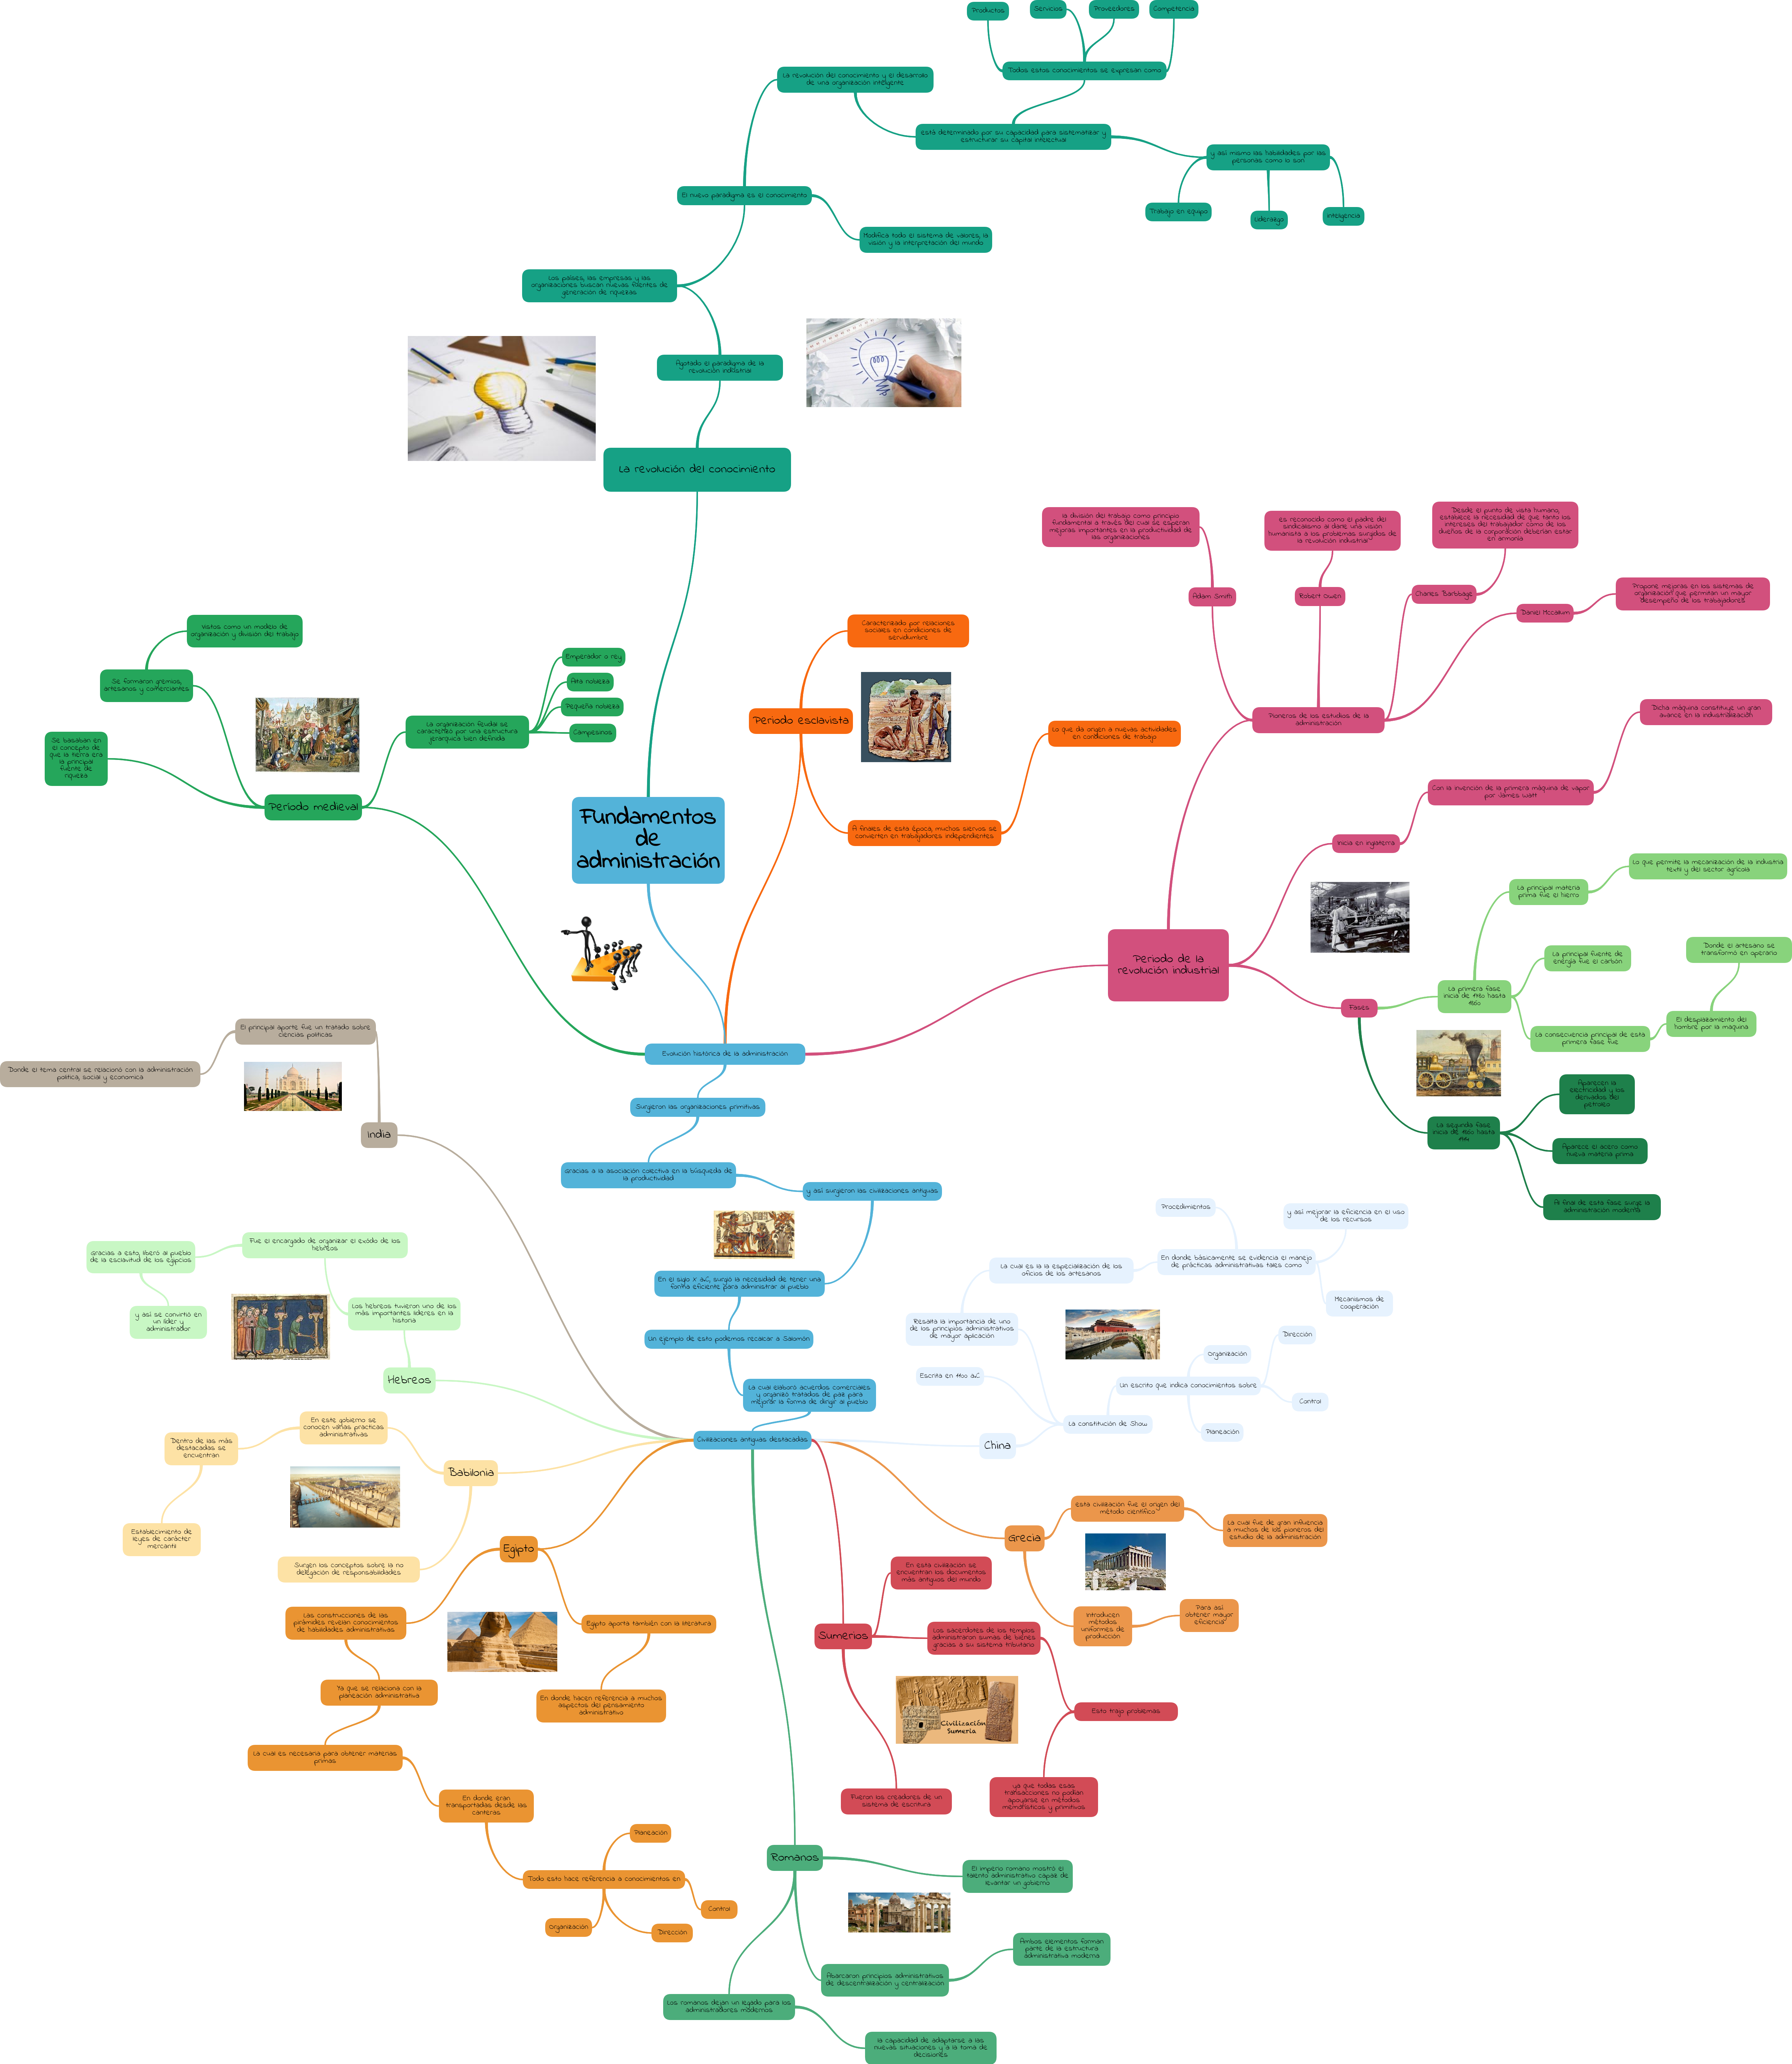 Productos
Servicios
Proveedores
Competencia
Todos estos conocimientos se expresan como
La revolución del conocimiento y el desarrollo
de una organización inteligente
está determinado por su capacidad para sistematizar y
estructurar su capital intelectual
y así mismo las habilidades por las
personas como lo son
Trabajo en equipo
Liderazgo
Inteligencia
El nuevo paradigma es el conocimiento
Modifica todo el sistema de valores, la
visión y la interpretación del mundo
Los países, las empresas y las
organizaciones buscan nuevas fuentes de
generación de riquezas
Agotado el paradigma de la
revolución industrial
La revolución del conocimiento
la división del trabajo como principio
fundamental a través del cual se esperan
mejoras importantes en la productividad de
las organizaciones
es reconocido como el padre del
sindicalismo al darle una visión
humanista a los problemas surgidos de
la revolución industrial
Desde el punto de vista humano,
establece la necesidad de que tanto los
intereses del trabajador como de los
dueños de la corporación deberían estar
en armonía
Adam Smith
Robert Owen
Charles Barbbage
Daniel Mccallum
Propone mejoras en los sistemas de
organización que permitan un mayor
desempeño de los trabajadores
Pioneros de los estudios de la
administración
Vistos como un modelo de
organización y división del trabajo
Se formaron gremios,
artesanos y comerciantes
Se basaban en
el concepto de
que la tierra era
la principal
fuente de
riqueza
La organización feudal se
caracterizó por una estructura
jerárquica bien definida
Emperador o rey
Alta nobleza
Pequeña nobleza
Campesinos
Período medieval
Caracterizado por relaciones
sociales en condiciones de
servidumbre
Periodo esclavista
Lo que da origen a nuevas actividades
en condiciones de trabajo
A finales de esta época, muchos siervos se
convierten en trabajadores independientes
Fundamentos
de
administración
Dicha máquina constituye un gran
avance en la industrialización
Con la invención de la primera máquina de vapor
por James Watt
Inicia en Inglaterra
Periodo de la
revolución industrial
Fases
La primera fase
inicia de 1780 hasta
1860
La principal materia
prima fue el hierro
Lo que permite la mecanización de la industria
textil y del sector agrícola
La principal fuente de
energía fue el carbón
La consecuencia principal de esta
primera fase fue
El desplazamiento del
hombre por la máquina
Donde el artesano se
transformó en operario
La segunda fase
inicia de 1860 hasta
1914
Aparecen la
electricidad y los
derivados del
petróleo
Aparece el acero como
nueva materia prima
Al final de esta fase surge la
administración moderna
Evolución histórica de la administración
Surgieron las organizaciones primitivas
Gracias a la asociación colectiva en la búsqueda de
la productividad
y así surgieron las civilizaciones antiguas
En el siglo X a.C, surgió la necesidad de tener una
forma eficiente para administrar al pueblo
Un ejemplo de esto podemos recalcar a Salomón
La cual elaboró acuerdos comerciales
y organizó tratados de paz para
mejorar la forma de dirigir al pueblo
Civilizaciones antiguas destacadas
El principal aporte fue un tratado sobre
ciencias políticas
Donde el tema central se relacionó con la administración
política, social y economica
India
Fue el encargado de organizar el exódo de los
hebreos
Gracias a esto, liberó al pueblo
de la esclavitud de los egipcios
y así se convirtió en
un líder y
administrador
Los hebreos tuvieron uno de los
más importantes líderes en la
historia
Hebreos
En este gobierno se
conocen varias prácticas
administrativas
Dentro de las más
destacadas se
encuentran
Establecimiento de
leyes de carácter
mercantil
Babilonia
Surgen los conceptos sobre la no
delegación de responsabilidades
Procedimientos
y así mejorar la eficiencia en el uso
de los recursos
En donde básicamente se evidencia el manejo
de prácticas administrativas tales como
La cual es la la especialización de los
oficios de los artesanos
Mecanismos de
cooperación
Resalta la importancia de uno
de los principios administrativos
de mayor aplicación
Dirección
Organización
Escrita en 1100 a.C
Un escrito que indica conocimientos sobre
Control
La constitución de Show
Planeación
China
Egipto
Las construcciones de las
pirámides revelan conocimientos
de habilidades administrativas
Egipto aporta también con la literatura
Ya que se relaciona con la
planeación administrativa
En donde hacen referencia a muchos
aspectos del pensamiento
administrativo
La cual es necesaria para obtener materias
primas
En donde eran
transportadas desde las
canteras
Planeación
Todo esto hace referencia a conocimientos en
Control
Organización
Dirección
Grecia
esta civilización fue el origen del
método científico
La cual fue de gran influencia
a muchos de los pioneros del
estudio de la administración
Introducen
métodos
uniformes de
producción
Para así
obtener mayor
eficiencia
Sumerios
En esta civilización se
encuentran los documentos
más antiguos del mundo
Los sacerdotes de los templos
administraron sumas de bienes
gracias a su sistema tributario
Civilización
Sumeria
Esto trajo problemas
ya que todas esas
transacciones no podían
apoyarse en métodos
memorísticos y primitivos
Fueron los creadores de un
sistema de escritura
Romanos
El imperio romano mostró el
talento administrativo capaz de
levantar un gobierno
Abarcaron principios administrativos
de descentralización y centralización
Ambos elementos forman
parte de la estructura
administrativa moderna
Los romanos dejan un legado para los
administradores modernos
la capacidad de adaptarse a las
nuevas situaciones y a la toma de
decisiones